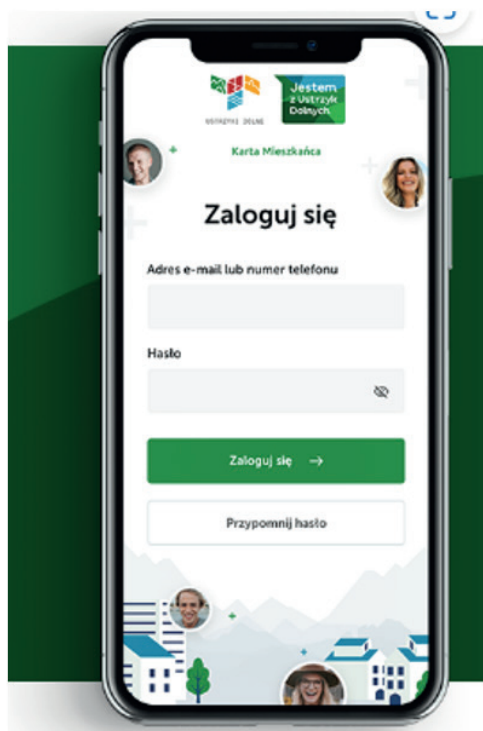 Jestem
z Ustrzyk
Dolnych
USTRZYKI DOLNE
Karta Mieszkańca
Zaloguj się
Adres e-mail lub numer telefonu
Hasło
Zaloguj się →
Przypomnij hasło